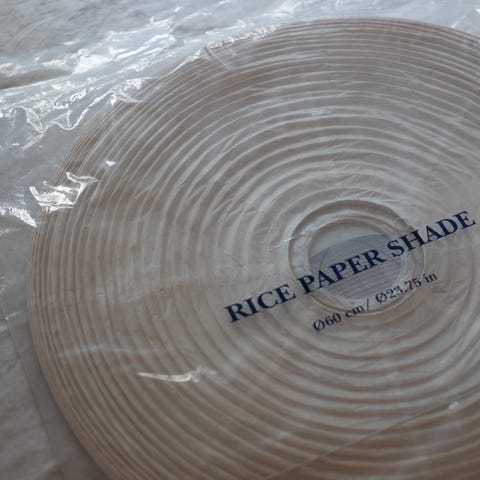 RICE PAPER SHADE
Ø60 cm/ Ø23.75 in